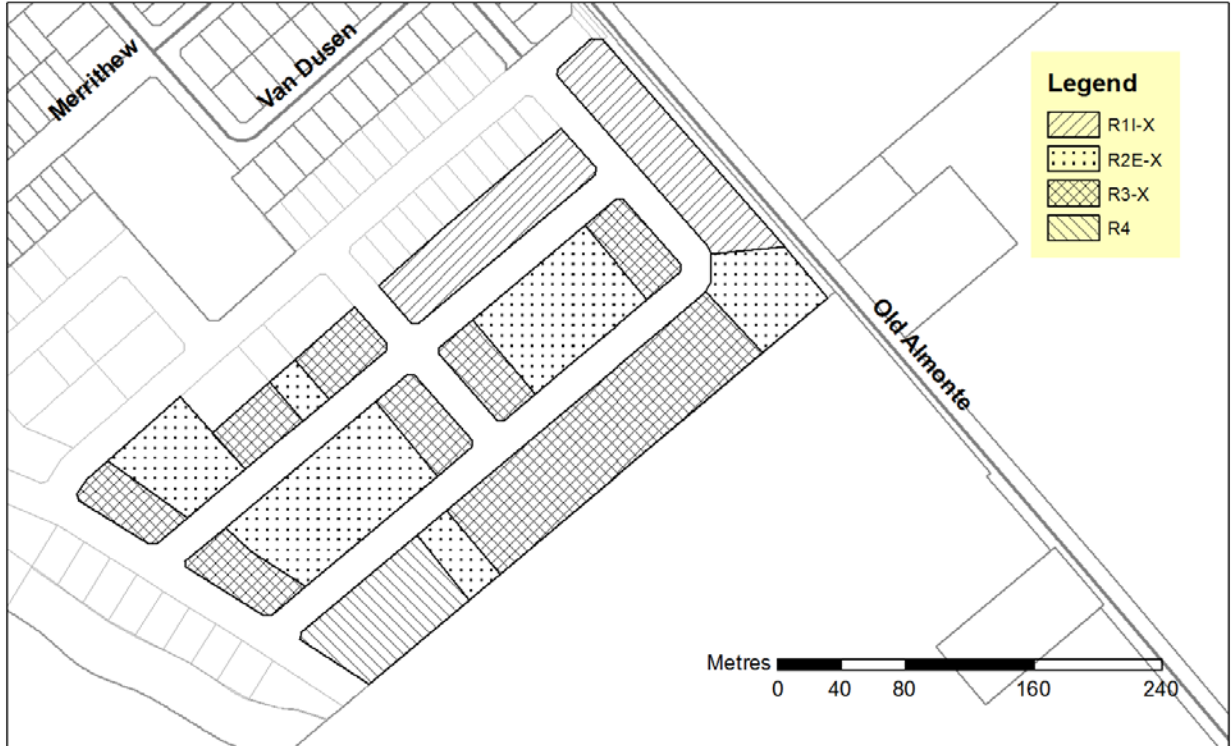 Merrithew
Van Dusen
Legend
R1I-X
R2E-X
R3-X
R4
Old Almonte
Metres
0 40 80 160 240